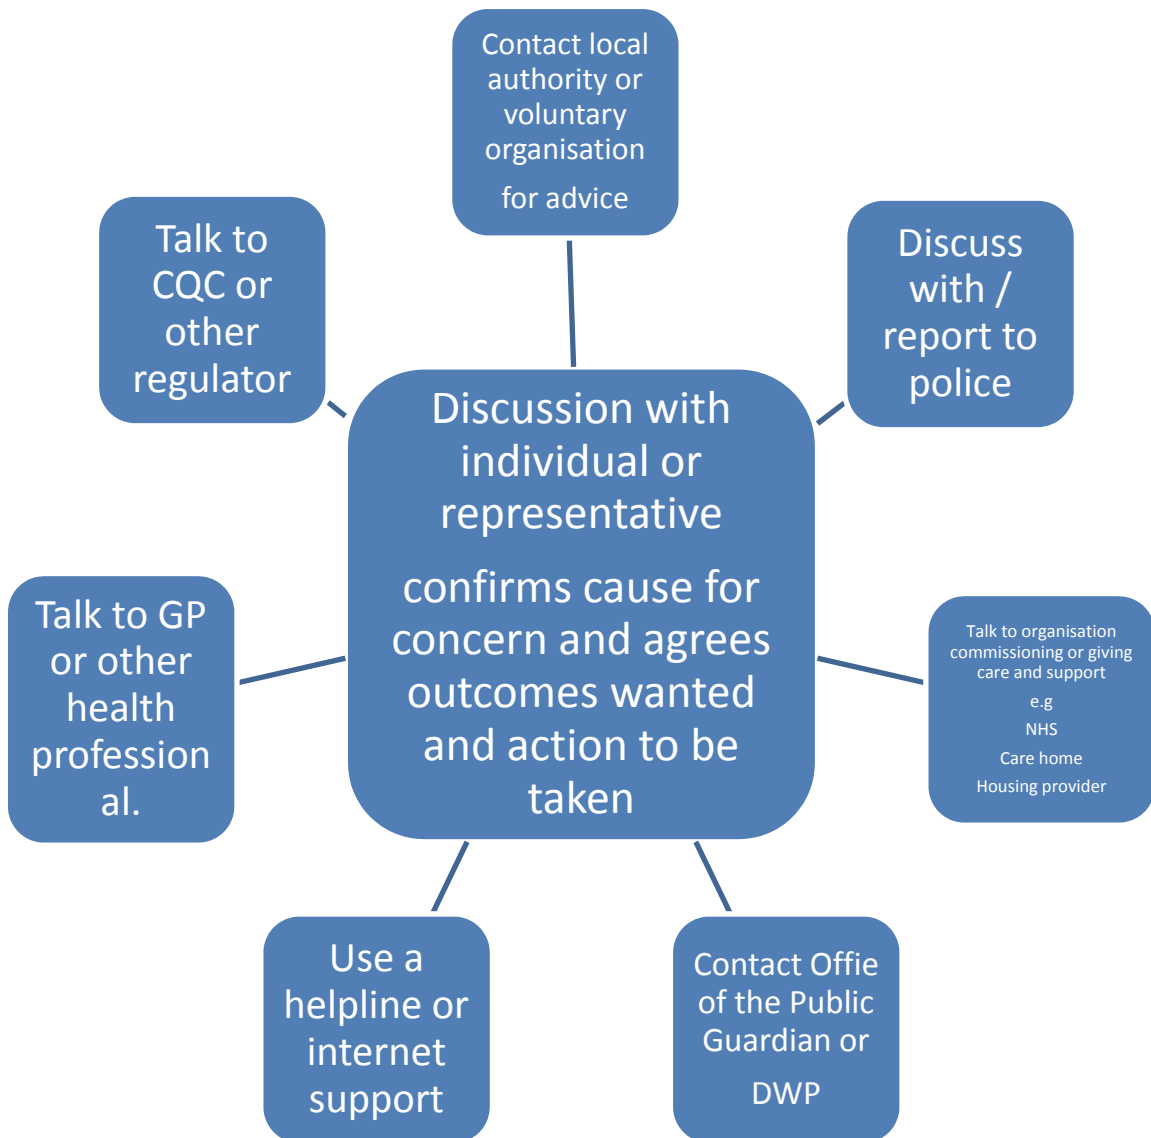 Contact local
authority or
voluntary
organisation
for advice
Talk to
CQC or
other
regulator
Discuss
with /
report to
police
Discussion with
individual or
representative
confirms cause for
concern and agrees
outcomes wanted
and action to be
taken
Talk to GP
or other
health
profession
al.
Talk to organisation
commissioning or giving
care and support
e.g
NHS
Care home
Housing provider
Use a
helpline or
internet
support
Contact Offie
of the Public
Guardian or
DWP